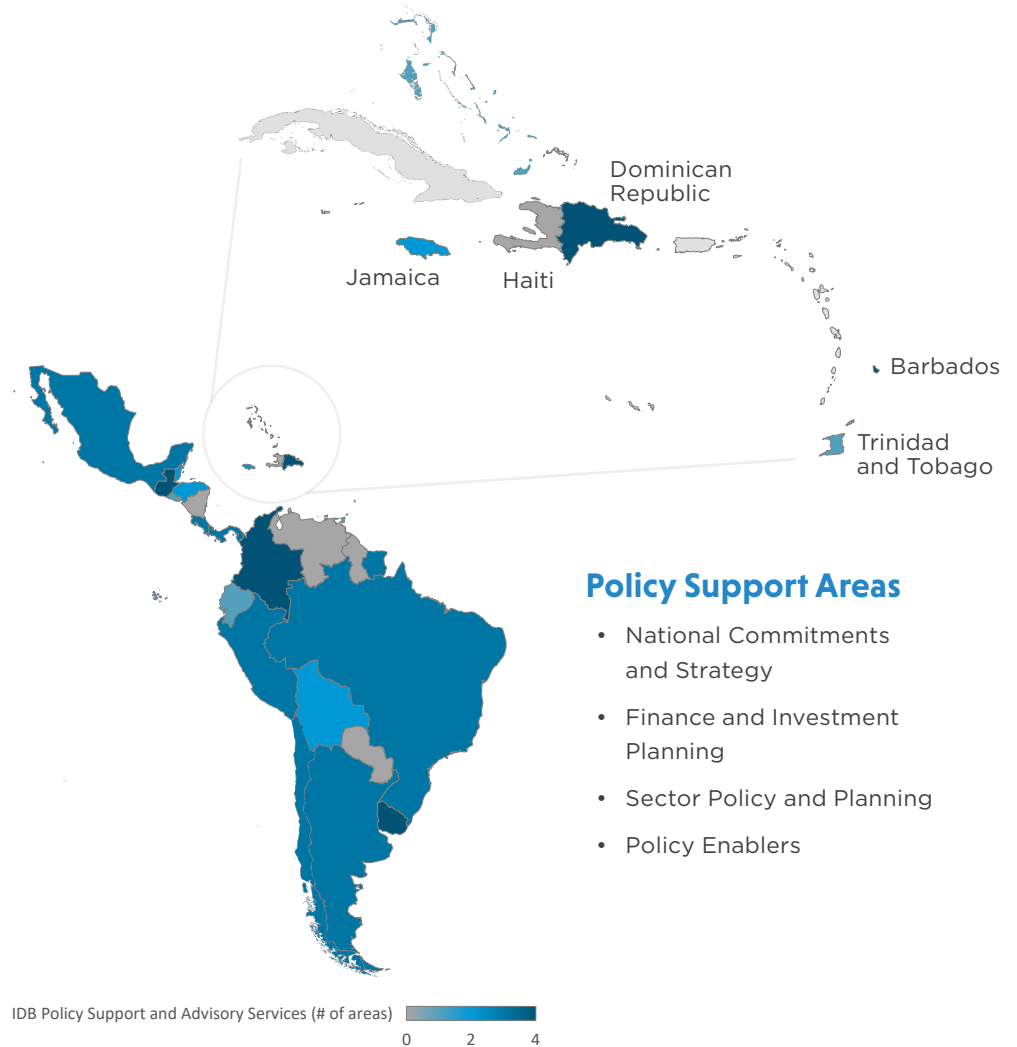 Dominican
Republic
Jamaica
Haiti
Barbados
Trinidad
and Tobago
Policy Support Areas
• National Commitments
and Strategy
• Finance and Investment
Planning
• Sector Policy and Planning
• Policy Enablers
IDB Policy Support and Advisory Services (# of areas)
0 2 4